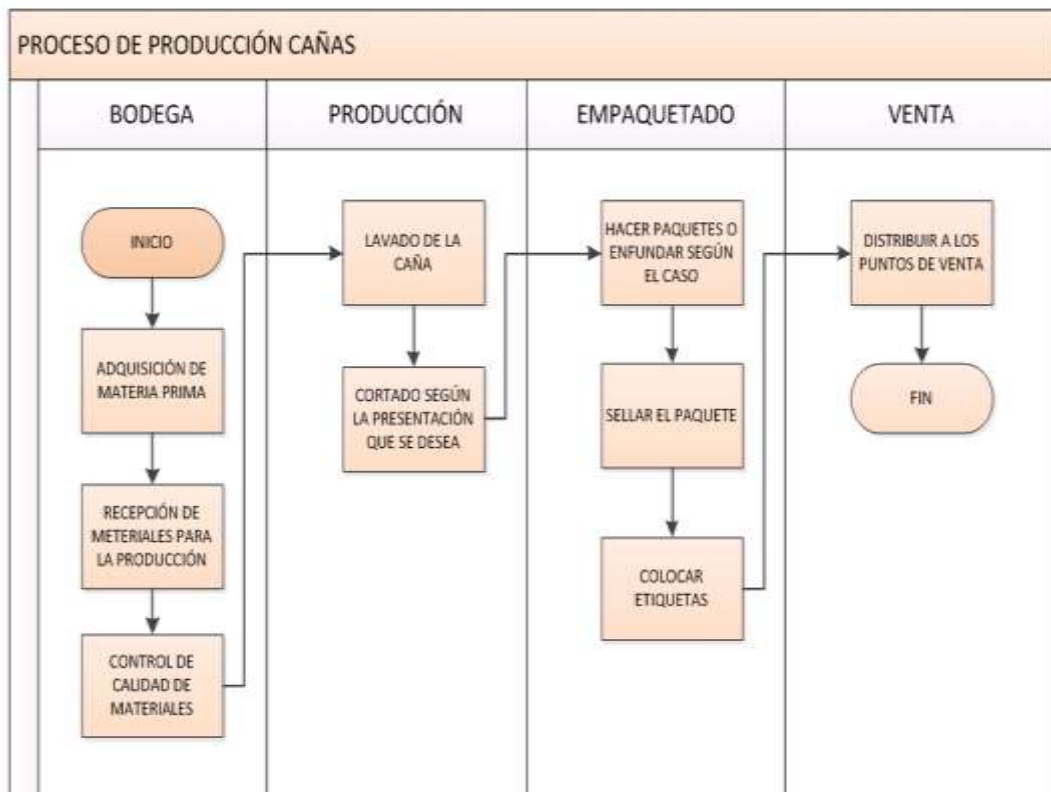 PROCESO DE PRODUCCIÓN CAÑAS
BODEGA
PRODUCCIÓN
EMPAQUETADO
VENTA
INICIO
ADQUISICIÓN DE
MATERIA PRIMA
RECEPCIÓN DE
METERIALES PARA
LA PRODUCCIÓN
CONTROL DE
CALIDAD DE
MATERIALES
LAVADO DE LA
CAÑA
CORTADO SEGÚN
LA PRESENTACIÓN
QUE SE DESEA
HACER PAQUETES O
ENFUNDAR SEGÚN
EL CASO
SELLAR EL PAQUETE
COLOCAR
ETIQUETAS
DISTRIBUIR A LOS
PUNTOS DE VENTA
FIN